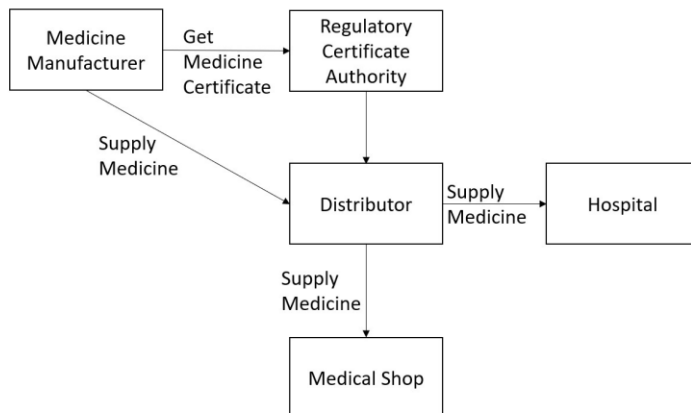 Medicine
Manufacturer
Get
Medicine
Certificate
Regulatory
Certificate
Authority
Supply
Medicine
Distributor
Supply
Medicine
Hospital
Supply
Medicine
Medical Shop